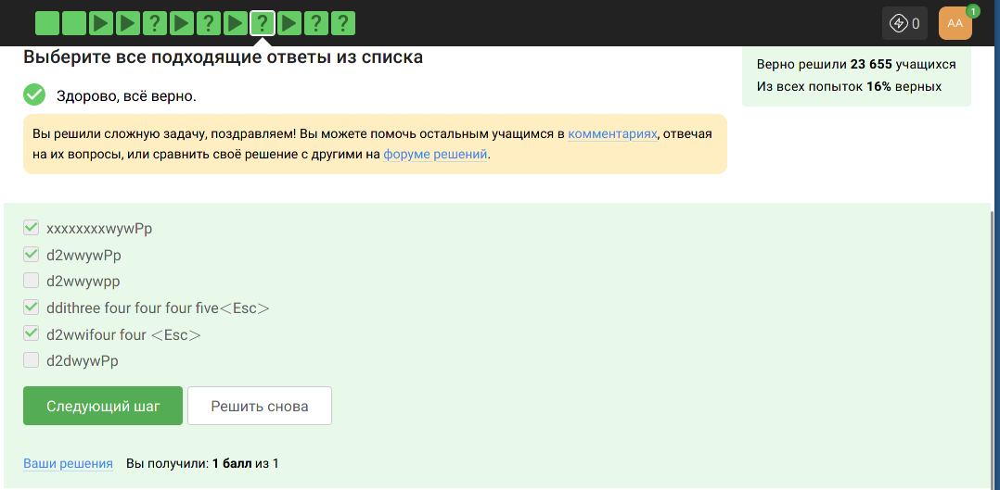 0
AA
1
Выберите все подходящие ответы из списка
Верно решили 23 655 учащихся
Из всех попыток 16% верных
Здорово, всё верно.
Вы решили сложную задачу, поздравляем! Вы можете помочь остальным учащимся в комментариях, отвечая
на их вопросы, или сравнить своё решение с другими на форуме решений.
xxxxxxxxwywPp
d2wwywPp
d2wwywpp
ddithree four four four five<Esc>
d2wwifour four <Esc>
d2dwywPp
Следующий шаг
Решить снова
Ваши решения Вы получили: 1 балл из 1